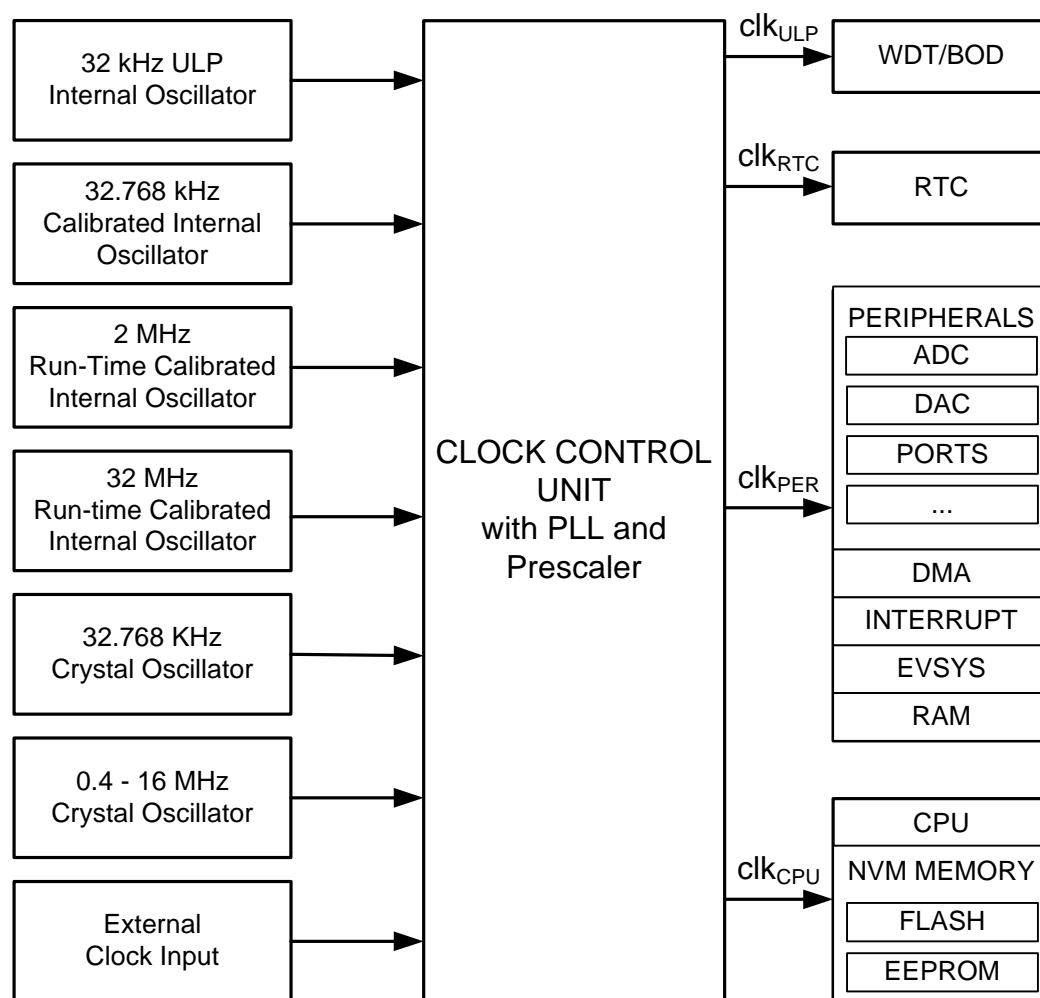 32 kHz ULP
Internal Oscillator
32.768 kHz
Calibrated Internal
Oscillator
2 MHz
Run-Time Calibrated
Internal Oscillator
32 MHz
Run-time Calibrated
Internal Oscillator
32.768 KHz
Crystal Oscillator
0.4 - 16 MHz
Crystal Oscillator
External
Clock Input
CLOCK CONTROL
UNIT
with PLL and
Prescaler
clkULP
clkRTC
clkPER
clkCPU
WDT/BOD
RTC
PERIPHERALS
ADC
DAC
PORTS
...
DMA
INTERRUPT
EVSYS
RAM
CPU
NVM MEMORY
FLASH
EEPROM